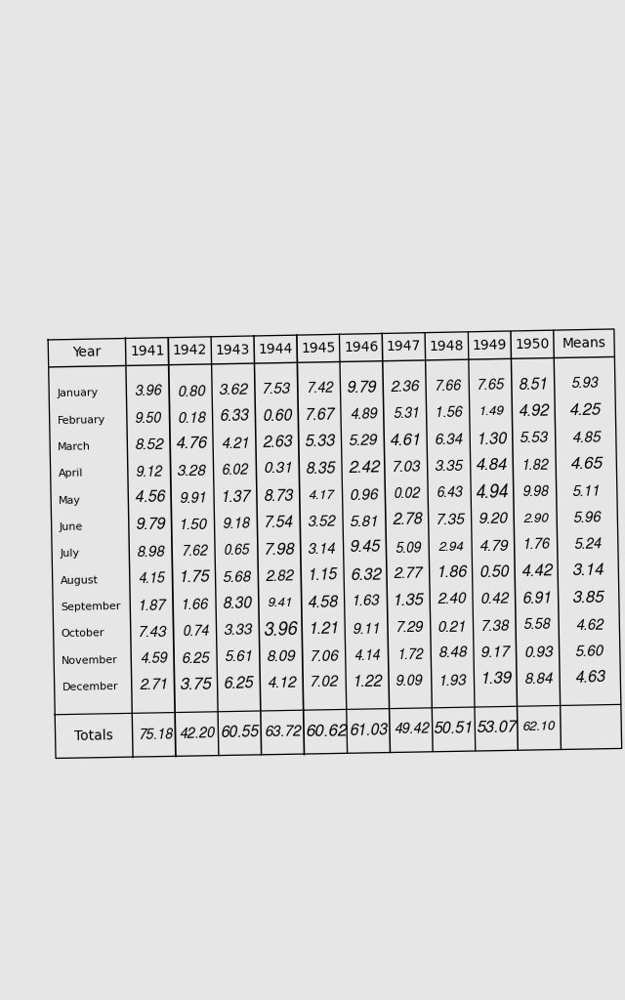 Year 1941 1942 1943 1944 1945 1946 1947 1948 1949 1950 Means
January 3.96 0.80 3.62 7.53 7.42 9.79 2.36 7.66 7.65 8.51 5.93
February 9.50 0.18 6.33 0.60 7.67 4.89 5.31 1.56 1.49 4.92 4.25
March 8.52 4.76 4.21 2.63 5.33 5.29 4.61 6.34 1.30 5.53 4.85
April 9.12 3.28 6.02 0.31 8.35 2.42 7.03 3.35 4.84 1.82 4.65
May 4.56 9.91 1.37 8.73 4.17 0.96 0.02 6.43 4.94 9.98 5.11
June 9.79 1.50 9.18 7.54 3.52 5.81 2.78 7.35 9.20 2.90 5.96
July 8.98 7.62 0.65 7.98 3.14 9.45 5.09 2.94 4.79 1.76 5.24
August 4.15 1.75 5.68 2.82 1.15 6.32 2.77 1.86 0.50 4.42 3.14
September 1.87 1.66 8.30 9.41 4.58 1.63 1.35 2.40 0.42 6.91 3.85
October 7.43 0.74 3.33 3.96 1.21 9.11 7.29 0.21 7.38 5.58 4.62
November 4.59 6.25 5.61 8.09 7.06 4.14 1.72 8.48 9.17 0.93 5.60
December 2.71 3.75 6.25 4.12 7.02 1.22 9.09 1.93 1.39 8.84 4.63
Totals 75.18 42.20 60.55 63.72 60.62 61.03 49.42 50.51 53.07 62.10